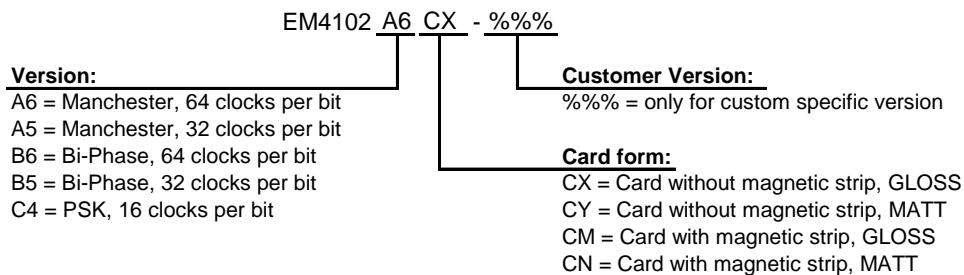 EM4102 A6 CX - %%%
Version:
A6 = Manchester, 64 clocks per bit
A5 = Manchester, 32 clocks per bit
B6 = Bi-Phase, 64 clocks per bit
B5 = Bi-Phase, 32 clocks per bit
C4 = PSK, 16 clocks per bit
Customer Version:
%%% = only for custom specific version
Card form:
CX = Card without magnetic strip, GLOSS
CY = Card without magnetic strip, MATT
CM = Card with magnetic strip, GLOSS
CN = Card with magnetic strip, MATT